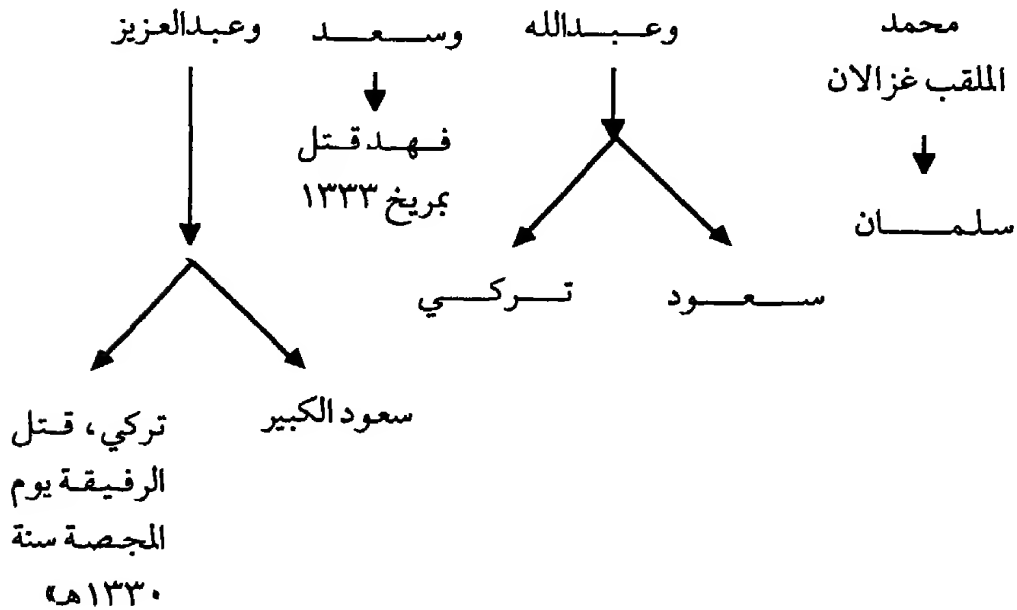 محمد
الملقب غزالان
وعبدالله
وسعد
وعبدالعزيز
سلمان
فهد قتل
بمريخ ١٣٣٣
سعود
تركي
سعود الكبير
تركي، قتل
الرفيقة يوم
المجصة سنة
١٣٣٠هـ»